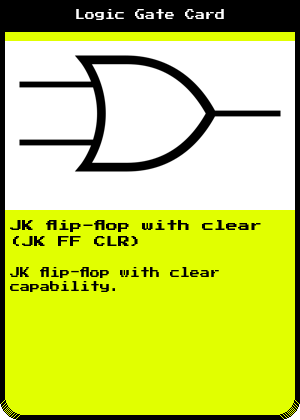 Logic Gate Card
JK flip-flop with clear
(JK FF CLR)
JK flip-flop with clear
capability.